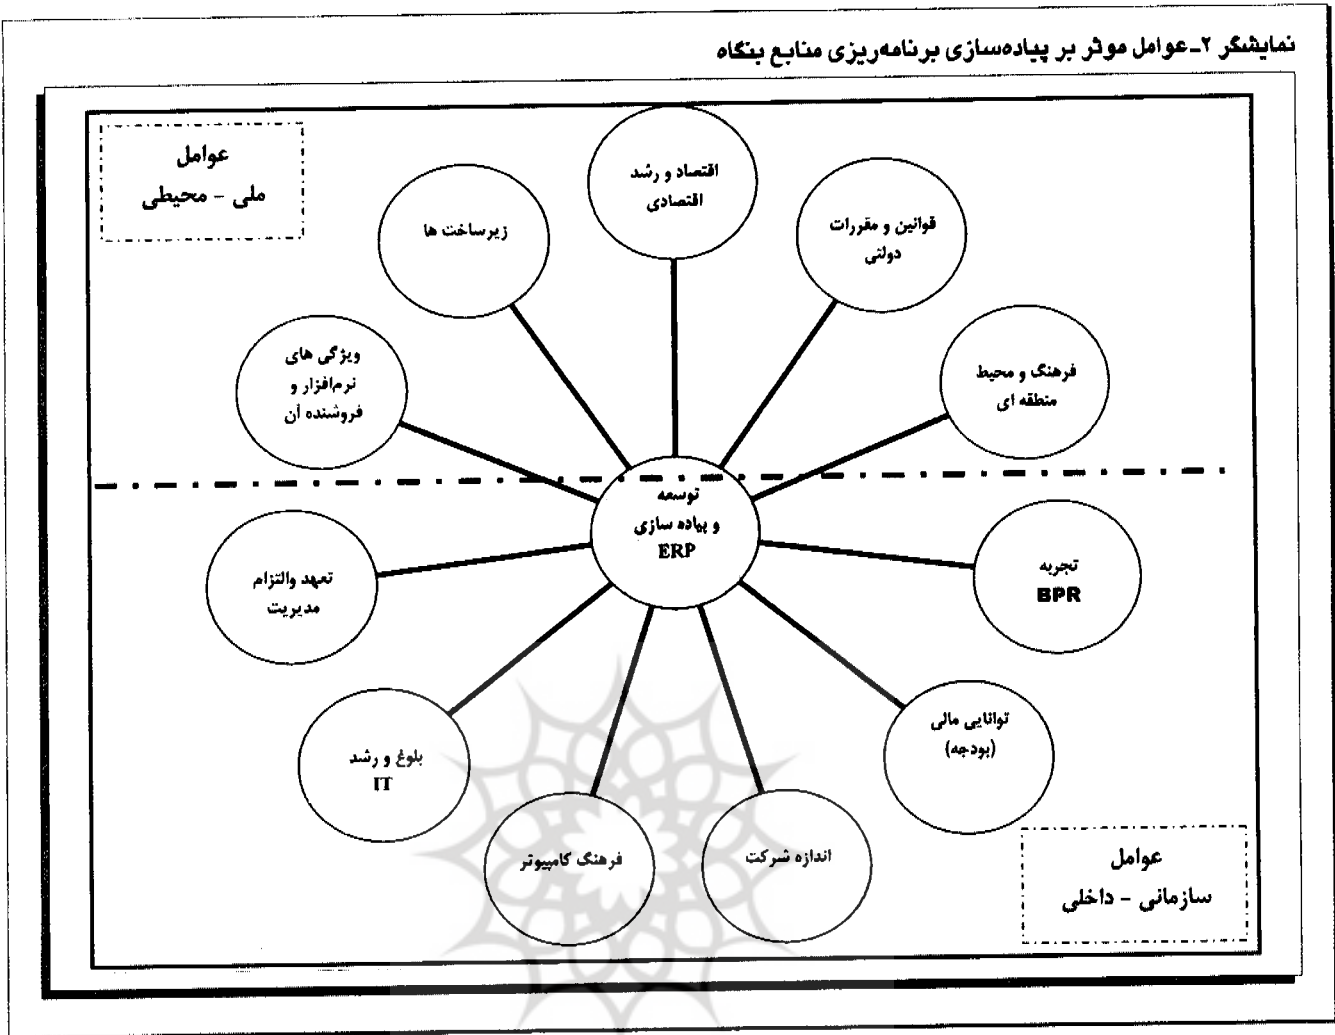 نمایشگر ۲ـ عوامل موثر بر پیاده‌سازی برنامه‌ریزی منابع بنگاه
عوامل
ملی - محیطی
اقتصاد و رشد
اقتصادی
قوانین و مقررات
دولتی
زیرساخت ها
فرهنگ و محیط
منطقه ای
ویژگی های
نرم‌افزار و
فروشنده آن
توسعه
و پیاده سازی
ERP
تجربه
BPR
تعهد والتزام
مدیریت
توانایی مالی
(بودجه)
بلوغ و رشد
IT
اندازه شرکت
فرهنگ کامپیوتر
عوامل
سازمانی - داخلی